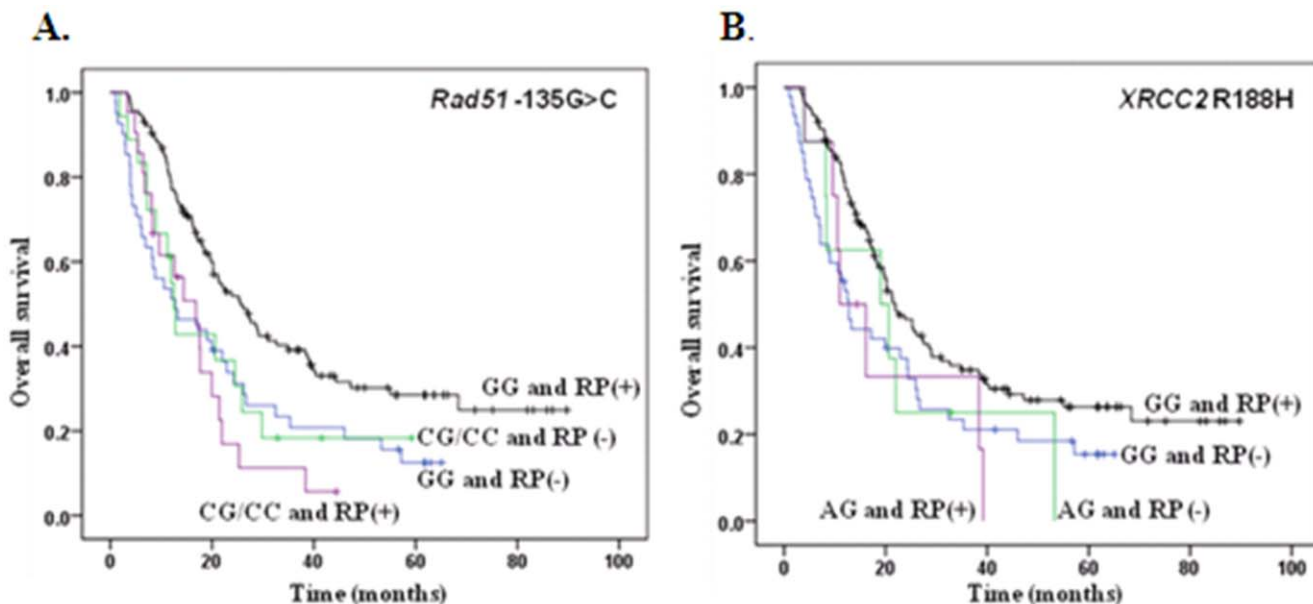 A.
Rad51 -135G>C
Overall survival
1.0
0.8
0.6
0.4
0.2
0.0
GG and RP(+)
CG/CC and RP (-)
GG and RP(-)
CG/CC and RP(+)
0 20 40 60 80 100
Time (months)
B.
XRCC2 R188H
Overall survival
1.0
0.8
0.6
0.4
0.2
0.0
GG and RP(+)
GG and RP(-)
AG and RP(+) AG and RP (-)
0 20 40 60 80 100
Time (months)